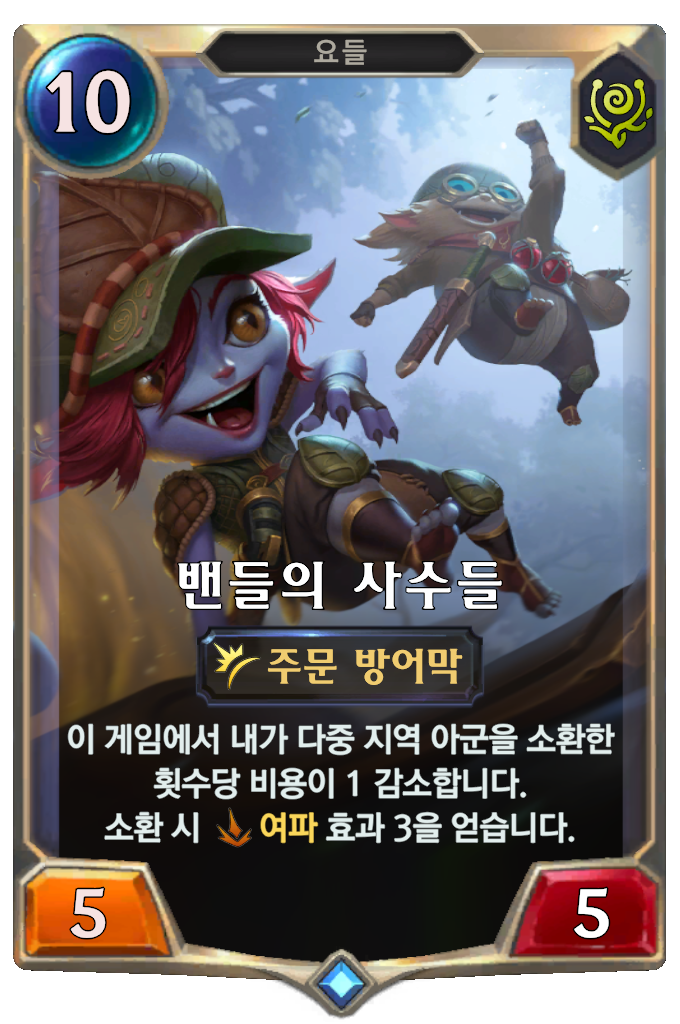 요들
10
밴들의 사수들
주문 방어막
이 게임에서 내가 다중 지역 아군을 소환한
횟수당 비용이 1 감소합니다.
소환 시 여파 효과 3을 얻습니다.
5
5